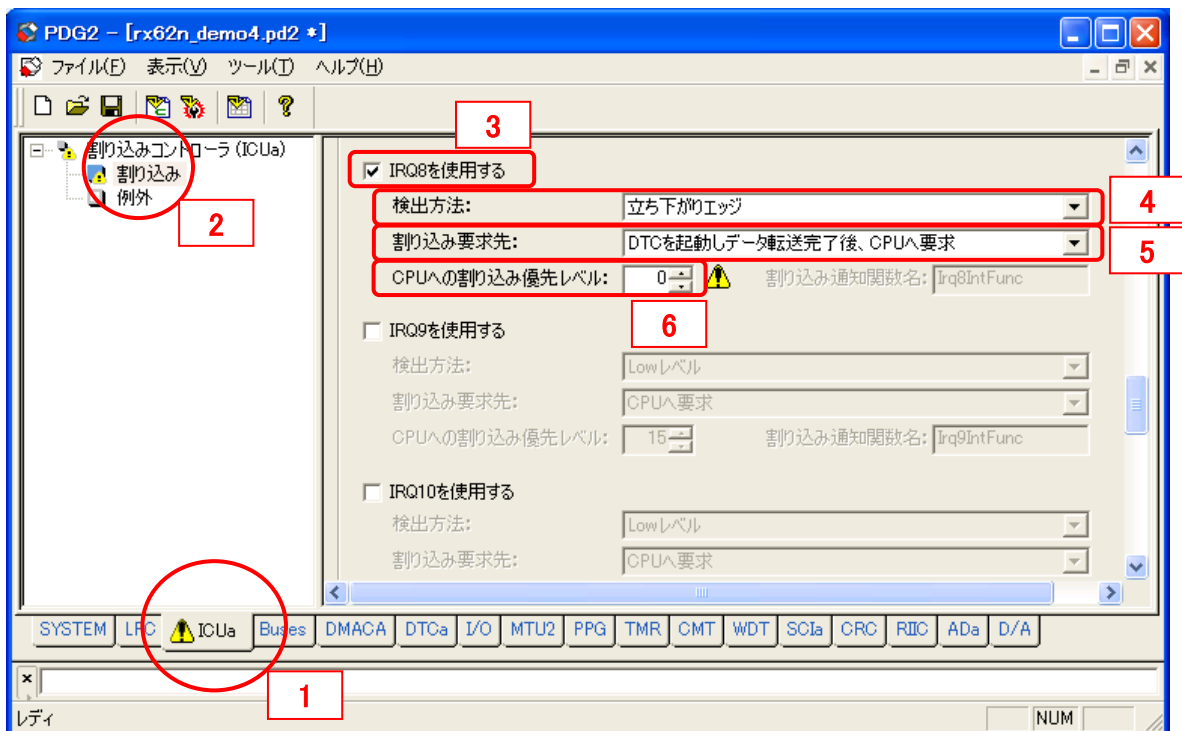 PDG2 - [rx62n_demo4.pd2 *]
ファイル(F) 表示(V) ツール(T) ヘルプ(H)
割り込みコントローラ (ICUa)
割り込み
例外
2
3
IRQ8を使用する
検出方法: 立ち下がりエッジ
4
割り込み要求先: DTCを起動しデータ転送完了後、CPUへ要求
5
CPUへの割り込み優先レベル: 0 割り込み通知関数名: Irq8IntFunc
6
IRQ9を使用する
検出方法: Lowレベル
割り込み要求先: CPUへ要求
CPUへの割り込み優先レベル: 15 割り込み通知関数名: Irq9IntFunc
IRQ10を使用する
検出方法: Lowレベル
割り込み要求先: CPUへ要求
SYSTEM LPC ICUa Buses DMACA DTCa I/O MTU2 PPG TMR CMT WDT SCIa CRC RIIC ADa D/A
1
レディ NUM